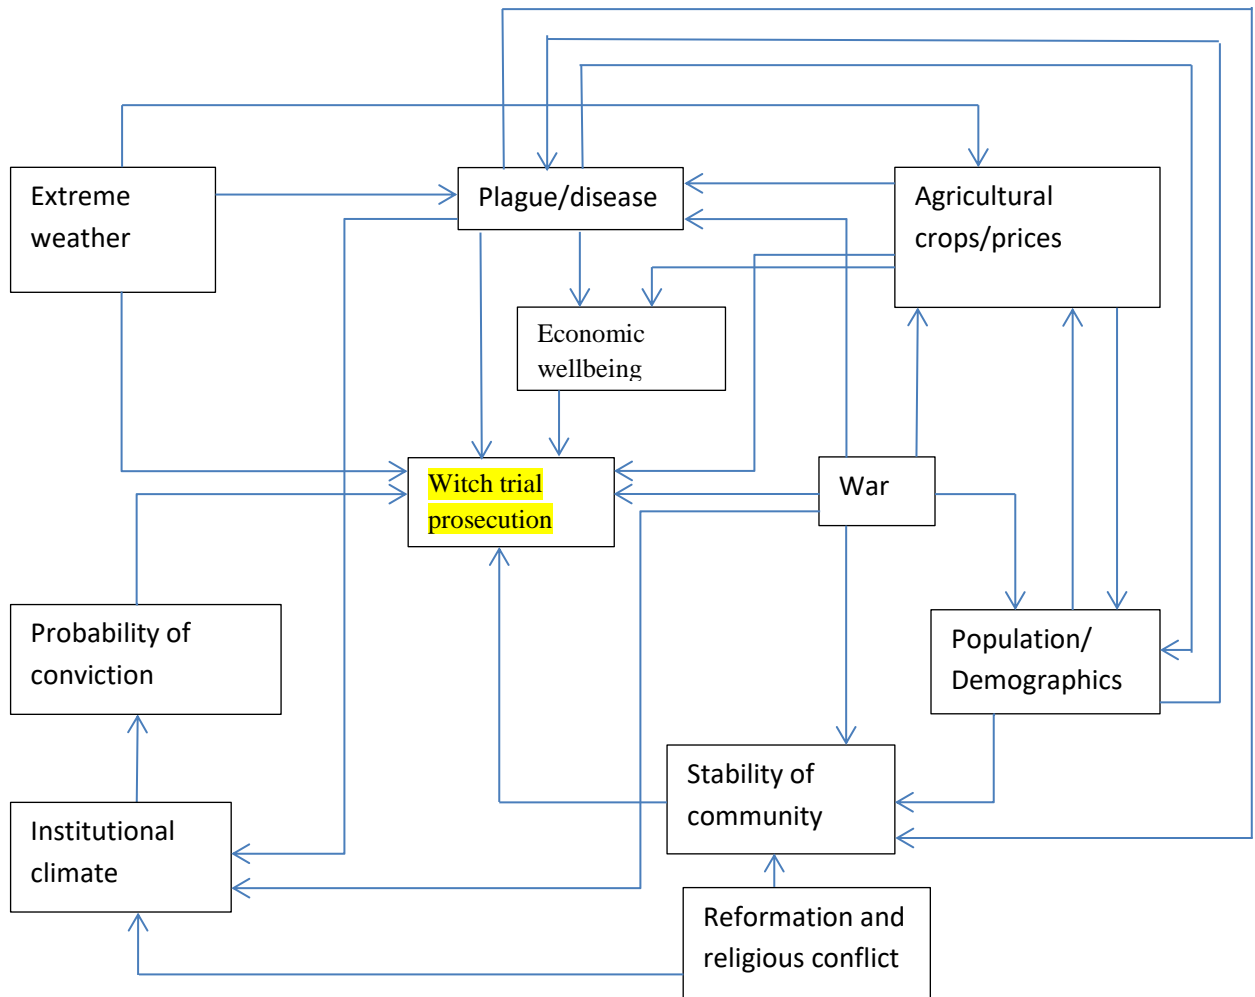 Extreme
weather
Plague/disease
Agricultural
crops/prices
Economic
wellbeing
Witch trial
prosecution
War
Probability of
conviction
Population/
Demographics
Stability of
community
Institutional
climate
Reformation and
religious conflict